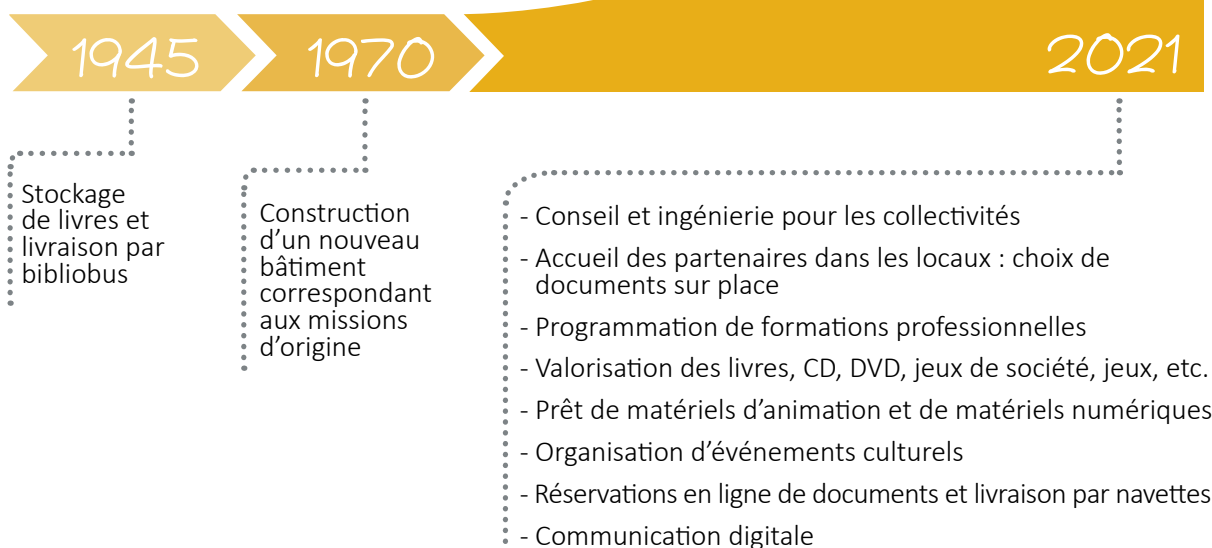 1945
1970
2021
Stockage
de livres et
livraison par
bibliobus
Construction
d’un nouveau
bâtiment
correspondant
aux missions
d’origine
- Conseil et ingénierie pour les collectivités
- Accueil des partenaires dans les locaux : choix de
documents sur place
- Programmation de formations professionnelles
- Valorisation des livres, CD, DVD, jeux de société, jeux, etc.
- Prêt de matériels d’animation et de matériels numériques
- Organisation d’événements culturels
- Réservations en ligne de documents et livraison par navettes
- Communication digitale